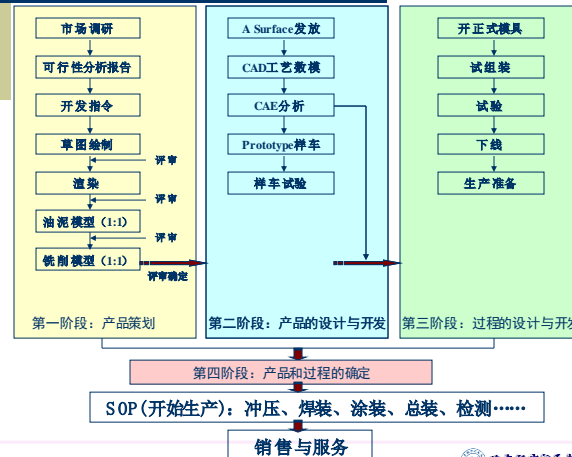 市场调研
可行性分析报告
开发指令
草图绘制
评审
渲染
评审
油泥模型（1:1）
评审
铣削模型（1:1）
评审确定
第一阶段：产品策划
A Surface发放
CAD工艺数模
CAE分析
Prototype样车
样车试验
第二阶段：产品的设计与开发
开正式模具
试组装
试验
下线
生产准备
第三阶段：过程的设计与开发
第四阶段：产品和过程的确定
SOP(开始生产)：冲压、焊装、涂装、总装、检测……
销售与服务